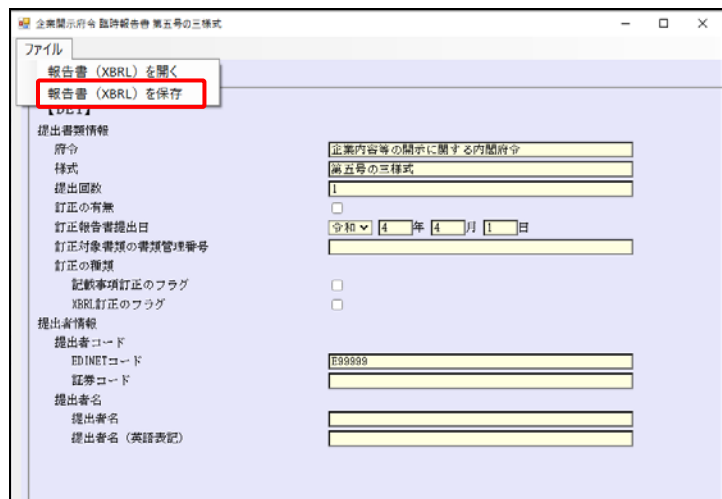 企業開示府令 臨時報告書 第五号の三様式
ファイル
報告書（XBRL）を開く
報告書（XBRL）を保存
【DEI】
提出書類情報
府令 企業内容等の開示に関する内閣府令
様式 第五号の三様式
提出回数 1
訂正の有無
訂正報告書提出日 令和 4 年 4 月 1 日
訂正対象書類の書類管理番号
訂正の種類
記載事項訂正のフラグ
XBRL訂正のフラグ
提出者情報
提出者コード
EDINETコード E99999
証券コード
提出者名
提出者名
提出者名（英語表記）